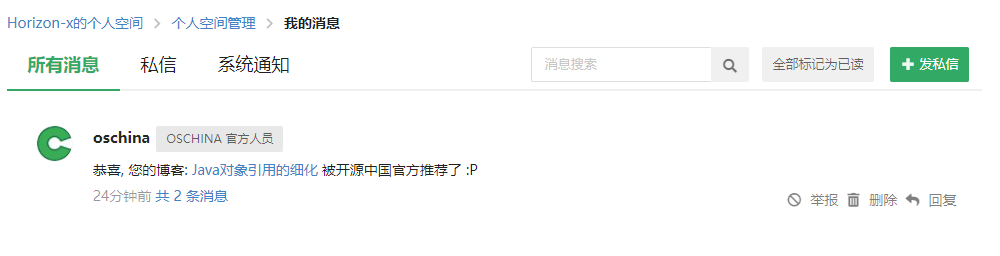 Horizon-x的个人空间 > 个人空间管理 > 我的消息
所有消息 私信 系统通知 消息搜索 全部标记为已读 发私信
oschina OSCHINA 官方人员
恭喜, 您的博客: Java对象引用的细化 被开源中国官方推荐了 :P
24分钟前 共 2 条消息
举报 删除 回复